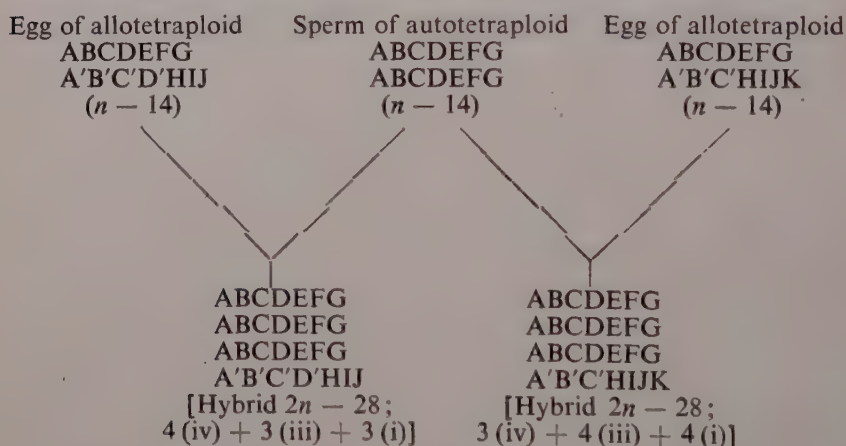 Egg of allotetraploid
ABCDEFG
A'B'C'D'HIJ
(n — 14)
Sperm of autotetraploid
ABCDEFG
ABCDEFG
(n — 14)
Egg of allotetraploid
ABCDEFG
A'B'C'HIJK
(n — 14)
ABCDEFG
ABCDEFG
ABCDEFG
A'B'C'D'HIJ
[Hybrid 2n — 28;
4 (iv) + 3 (iii) + 3 (i)]
ABCDEFG
ABCDEFG
ABCDEFG
A'B'C'HIJK
[Hybrid 2n — 28;
3 (iv) + 4 (iii) + 4 (i)]